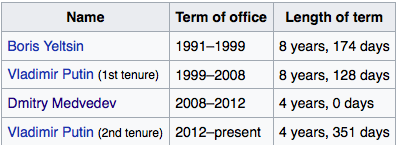 Name Term of office Length of term
Boris Yeltsin 1991–1999 8 years, 174 days
Vladimir Putin (1st tenure) 1999–2008 8 years, 128 days
Dmitry Medvedev 2008–2012 4 years, 0 days
Vladimir Putin (2nd tenure) 2012–present 4 years, 351 days